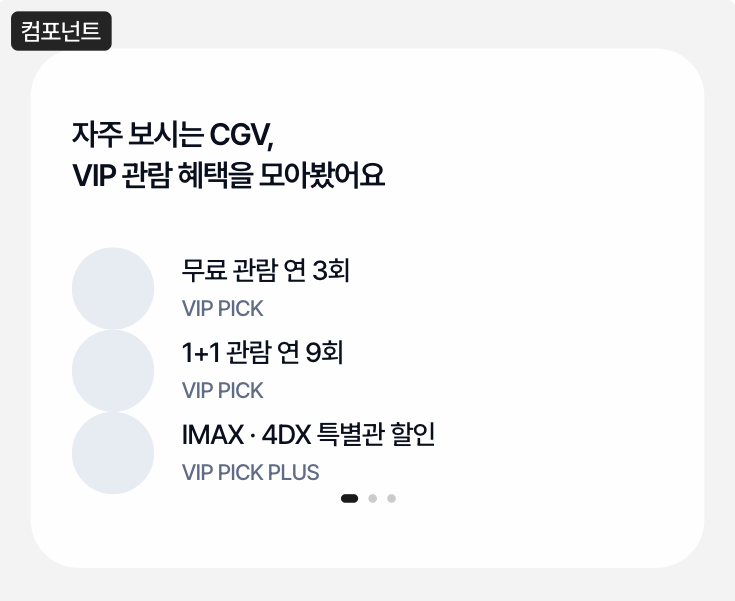 컴포넌트
자주 보시는 CGV,
VIP 관람 혜택을 모아봤어요
무료 관람 연 3회
VIP PICK
1+1 관람 연 9회
VIP PICK
IMAX · 4DX 특별관 할인
VIP PICK PLUS